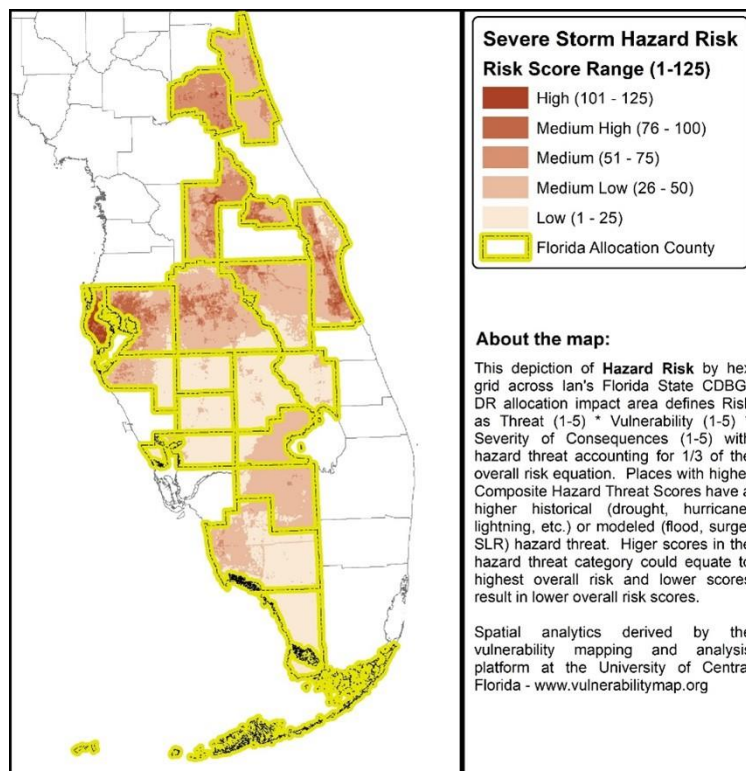 Severe Storm Hazard Risk
Risk Score Range (1-125)
High (101 - 125)
Medium High (76 - 100)
Medium (51 - 75)
Medium Low (26 - 50)
Low (1 - 25)
Florida Allocation County
About the map:
This depiction of Hazard Risk by hex
grid across Ian's Florida State CDBG-
DR allocation impact area defines Risk
as Threat (1-5) * Vulnerability (1-5) *
Severity of Consequences (1-5) with
hazard threat accounting for 1/3 of the
overall risk equation. Places with higher
Composite Hazard Threat Scores have a
higher historical (drought, hurricane,
lightning, etc.) or modeled (flood, surge,
SLR) hazard threat. Higer scores in the
hazard threat category could equate to
highest overall risk and lower scores
result in lower overall risk scores.
Spatial analytics derived by the
vulnerability mapping and analysis
platform at the University of Central
Florida - www.vulnerabilitymap.org